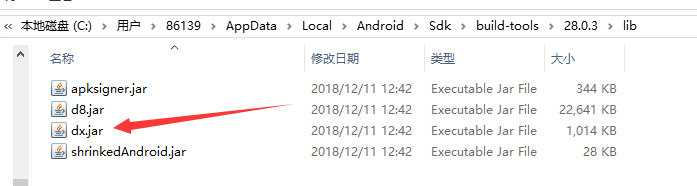 « 本地磁盘 (C:) › 用户 › 86139 › AppData › Local › Android › Sdk › build-tools › 28.0.3 › lib
名称 修改日期 类型 大小
apksigner.jar 2018/12/11 12:42 Executable Jar File 344 KB
d8.jar 2018/12/11 12:42 Executable Jar File 22,641 KB
dx.jar 2018/12/11 12:42 Executable Jar File 1,014 KB
shrinkedAndroid.jar 2018/12/11 12:42 Executable Jar File 28 KB